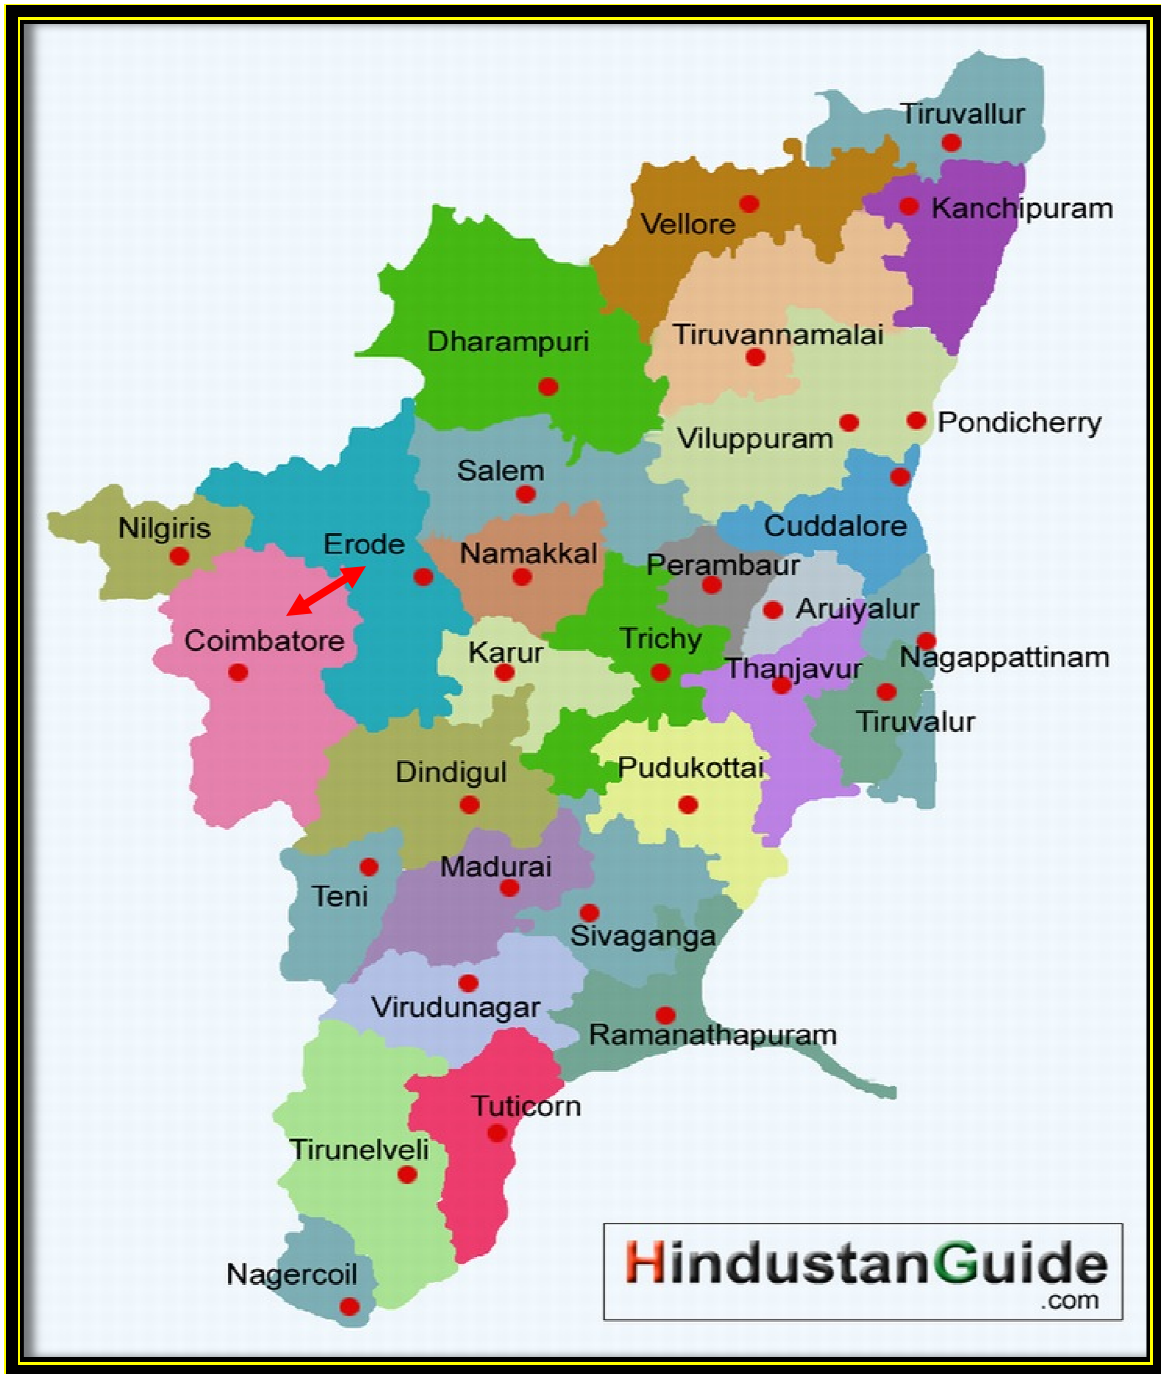 Tiruvallur
Kanchipuram
Vellore
Tiruvannamalai
Dharampuri
Pondicherry
Viluppuram
Salem
Cuddalore
Nilgiris
Erode
Namakkal
Perambaur
Aruiyalur
Coimbatore
Karur
Trichy
Thanjavur
Nagappattinam
Tiruvalur
Dindigul
Pudukottai
Madurai
Teni
Sivaganga
Virudunagar
Ramanathapuram
Tuticorn
Tirunelveli
Nagercoil
HindustanGuide
.com